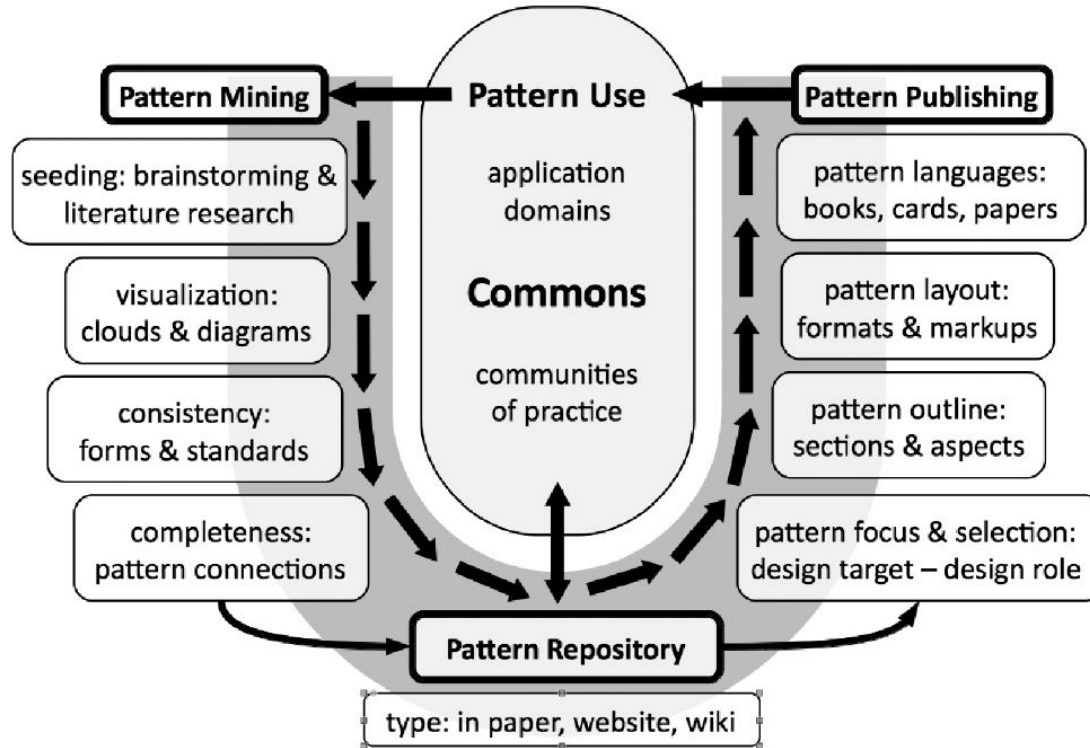 Pattern Mining
seeding: brainstorming &
literature research
visualization:
clouds & diagrams
consistency:
forms & standards
completeness:
pattern connections
Pattern Use
application
domains
Commons
communities
of practice
Pattern Publishing
pattern languages:
books, cards, papers
pattern layout:
formats & markups
pattern outline:
sections & aspects
pattern focus & selection:
design target – design role
Pattern Repository
type: in paper, website, wiki